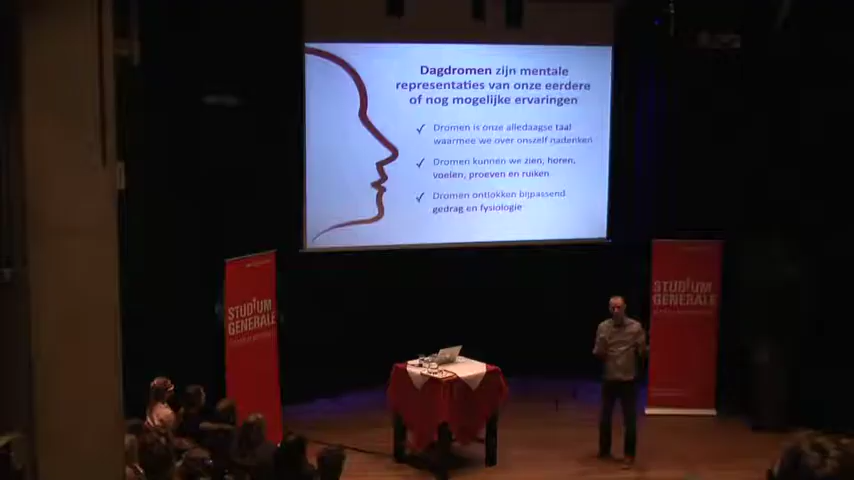 Dagdromen zijn mentale
representaties van onze eerdere
of nog mogelijke ervaringen
✓ Dromen is onze alledaagse taal
waarmee we over onszelf nadenken
✓ Dromen kunnen we zien, horen,
voelen, proeven en ruiken
✓ Dromen ontlokken bijpassend
gedrag en fysiologie
STUDIUM
GENERALE
STUDIUM
GENERALE